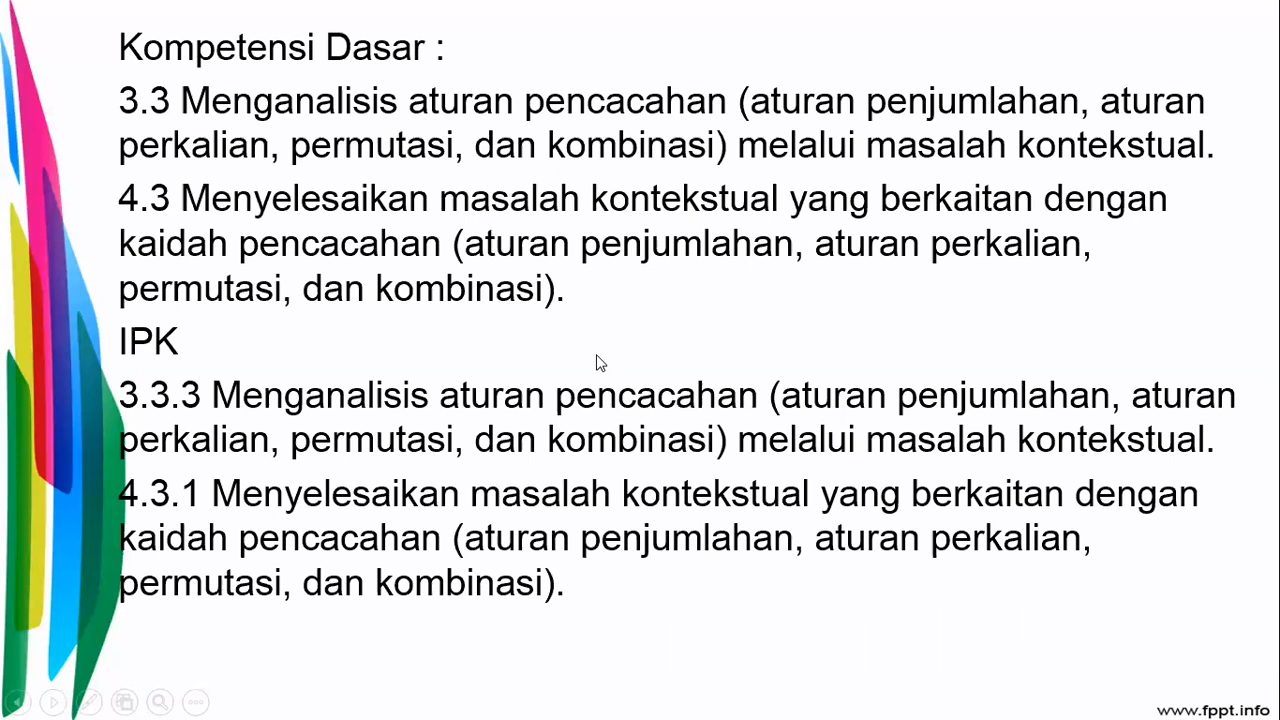 Kompetensi Dasar :
3.3 Menganalisis aturan pencacahan (aturan penjumlahan, aturan
perkalian, permutasi, dan kombinasi) melalui masalah kontekstual.
4.3 Menyelesaikan masalah kontekstual yang berkaitan dengan
kaidah pencacahan (aturan penjumlahan, aturan perkalian,
permutasi, dan kombinasi).
IPK
3.3.3 Menganalisis aturan pencacahan (aturan penjumlahan, aturan
perkalian, permutasi, dan kombinasi) melalui masalah kontekstual.
4.3.1 Menyelesaikan masalah kontekstual yang berkaitan dengan
kaidah pencacahan (aturan penjumlahan, aturan perkalian,
permutasi, dan kombinasi).
www.fppt.info